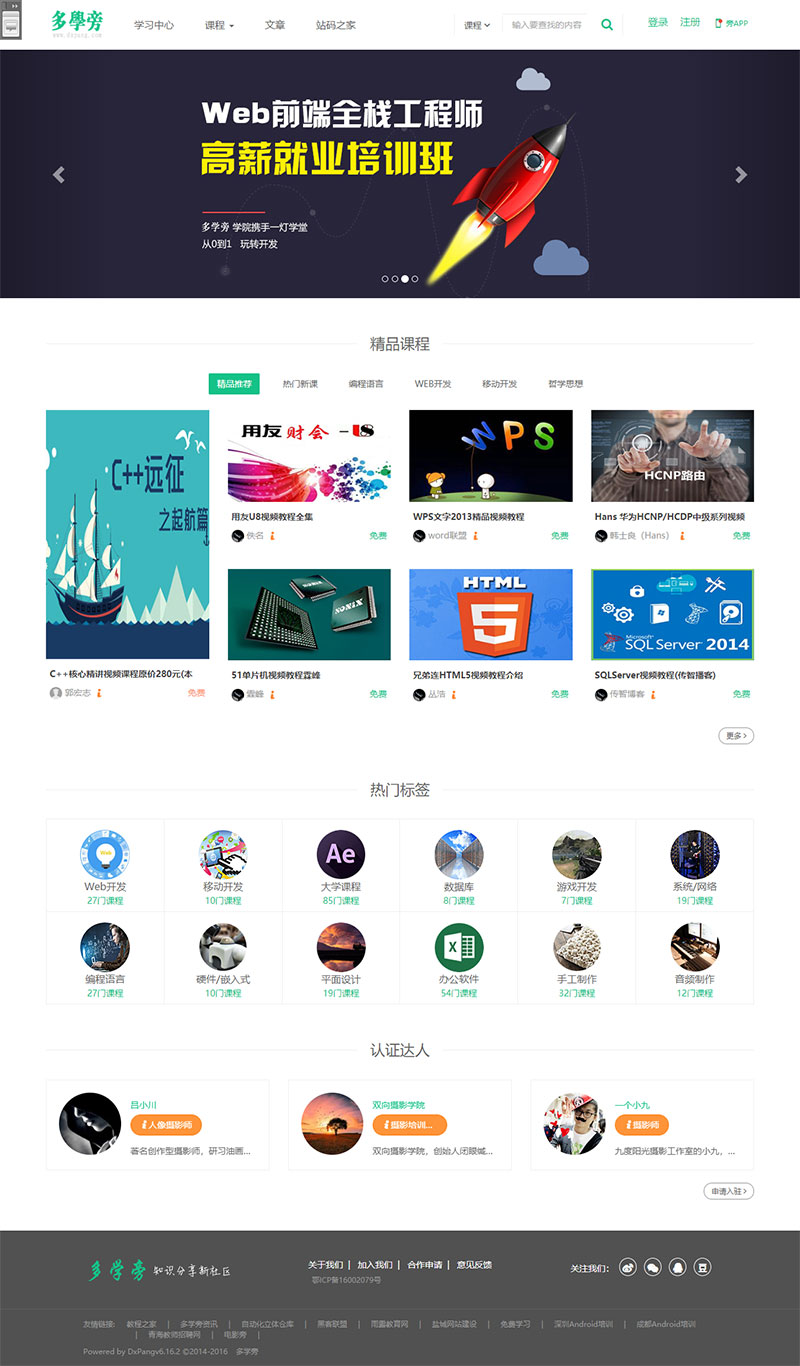 多學旁
www.dxpang.com
学习中心 课程 文章 站码之家 课程 输入要查找的内容 登录 注册 旁APP
Web前端全栈工程师
高薪就业培训班
多学旁 学院携手一灯学堂
从0到1 玩转开发
精品课程
精品推荐 热门新课 编程语言 WEB开发 移动开发 哲学思想
C++远征
之起航篇
用友 财会 -U8
WPS
HCNP路由
用友U8视频教程全集 WPS文字2013精品视频教程 Hans 华为HCNP/HCDP中级系列视频
佚名 免费 word联盟 免费 韩士良（Hans） 免费
SONIX
HTML
5
Microsoft
SQL Server 2014
C++核心精讲视频课程原价280元(本 51单片机视频教程霖峰 兄弟连HTML5视频教程介绍 SQLServer视频教程(传智播客)
郭宏志 免费 霖峰 免费 丛浩 免费 传智博客 免费
更多 >
热门标签
Web
Ae
Web开发 移动开发 大学课程 数据库 游戏开发 系统/网络
27门课程 10门课程 85门课程 8门课程 7门课程 19门课程
编程语言 硬件/嵌入式 平面设计 办公软件 手工制作 音频制作
27门课程 10门课程 19门课程 54门课程 32门课程 12门课程
认证达人
吕小川 双向摄影学院 一个小九
人像摄影师 摄影培训... 摄影师
著名创作型摄影师，研习油画... 双向摄影学院，创始人闭眼喊... 九度阳光摄影工作室的小九，...
申请入驻 >
多学旁 知识分享新社区
关于我们 | 加入我们 | 合作申请 | 意见反馈
鄂ICP备16002079号
关注我们：
友情链接: 教程之家 | 多学旁资讯 | 自动化立体仓库 | 黑客联盟 | 雨露教育网 | 盐城网站建设 | 免费学习 | 深圳Android培训 | 成都Android培训
| 青海教师招聘网 | 电影旁 |
Powered by DxPangv6.16.2 ©2014-2016 多学旁